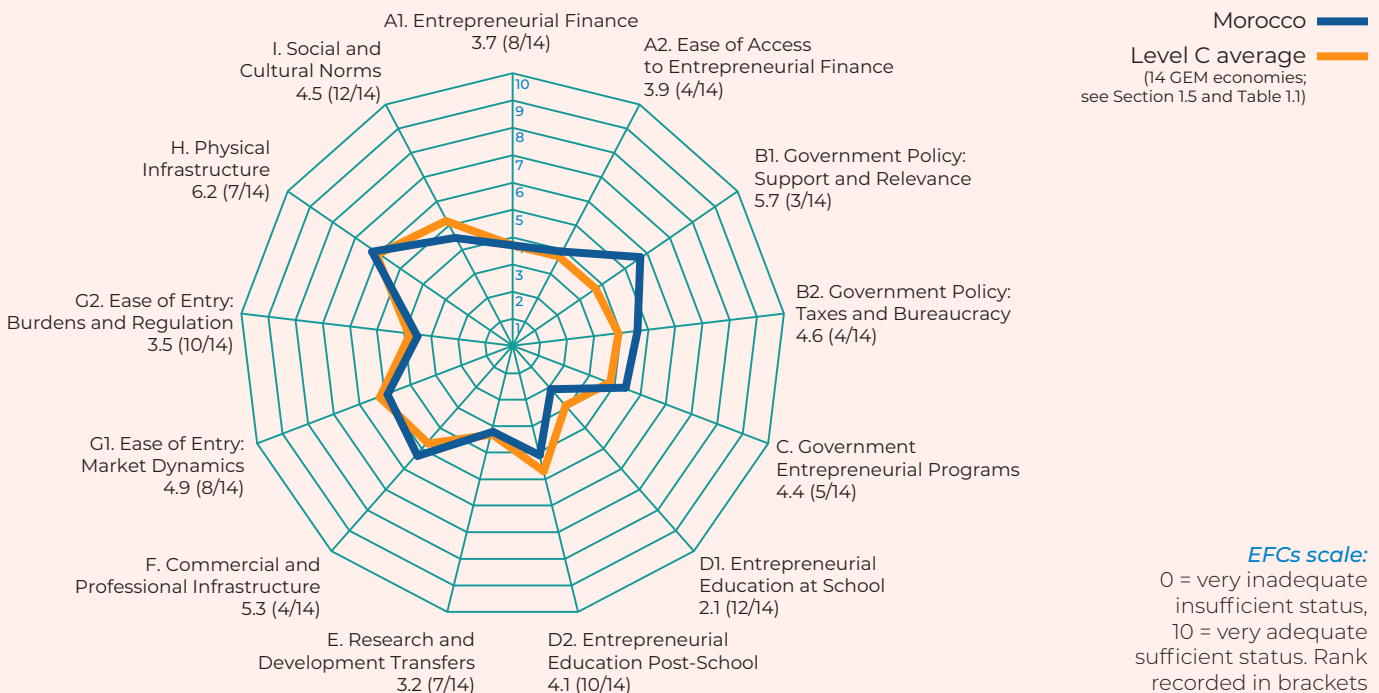 A1. Entrepreneurial Finance
3.7 (8/14)
A2. Ease of Access
to Entrepreneurial Finance
3.9 (4/14)
B1. Government Policy:
Support and Relevance
5.7 (3/14)
B2. Government Policy:
Taxes and Bureaucracy
4.6 (4/14)
C. Government
Entrepreneurial Programs
4.4 (5/14)
D1. Entrepreneurial
Education at School
2.1 (12/14)
D2. Entrepreneurial
Education Post-School
4.1 (10/14)
E. Research and
Development Transfers
3.2 (7/14)
F. Commercial and
Professional Infrastructure
5.3 (4/14)
G1. Ease of Entry:
Market Dynamics
4.9 (8/14)
G2. Ease of Entry:
Burdens and Regulation
3.5 (10/14)
H. Physical
Infrastructure
6.2 (7/14)
I. Social and
Cultural Norms
4.5 (12/14)
10
9
8
7
6
5
3
2
1
Morocco
Level C average
(14 GEM economies;
see Section 1.5 and Table 1.1)
EFCs scale:
0 = very inadequate
insufficient status,
10 = very adequate
sufficient status. Rank
recorded in brackets